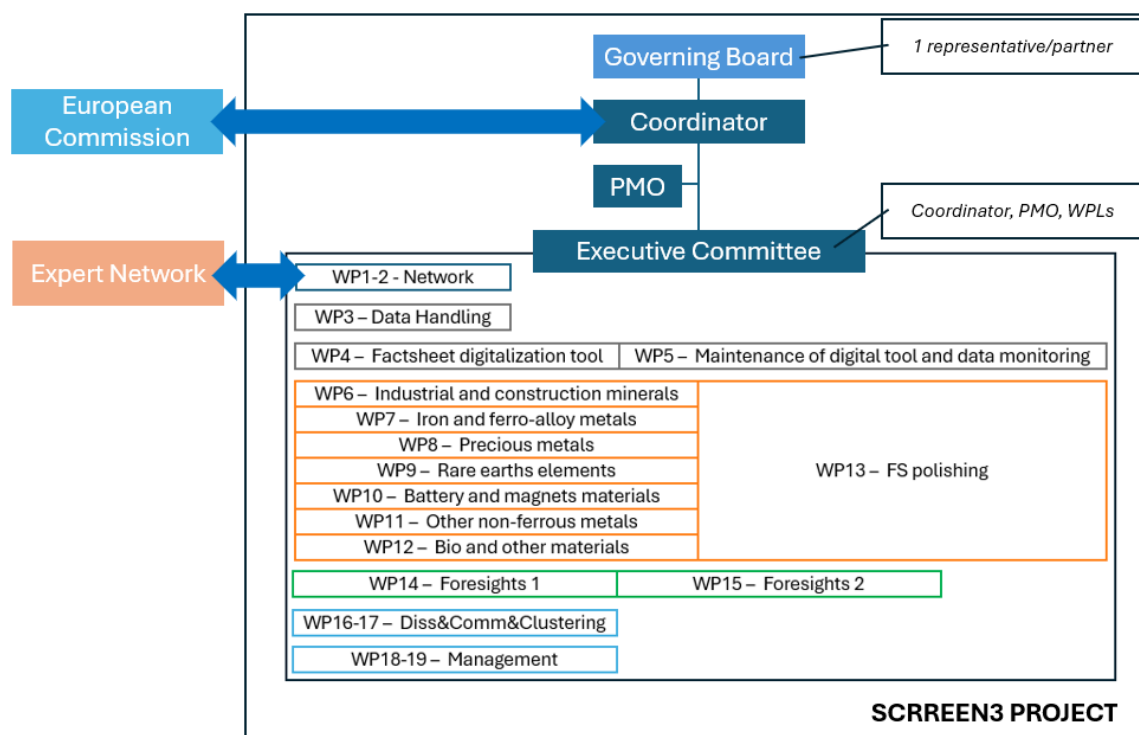 1 representative/partner
Governing Board
European
Commission
Coordinator
PMO
Coordinator, PMO, WPLs
Executive Committee
Expert Network
WP1-2 - Network
WP3 – Data Handling
WP4 – Factsheet digitalization tool
WP5 – Maintenance of digital tool and data monitoring
WP6 – Industrial and construction minerals
WP7 – Iron and ferro-alloy metals
WP8 – Precious metals
WP9 – Rare earths elements
WP10 – Battery and magnets materials
WP11 – Other non-ferrous metals
WP12 – Bio and other materials
WP13 – FS polishing
WP14 – Foresights 1
WP15 – Foresights 2
WP16-17 – Diss&Comm&Clustering
WP18-19 – Management
SCRREEN3 PROJECT